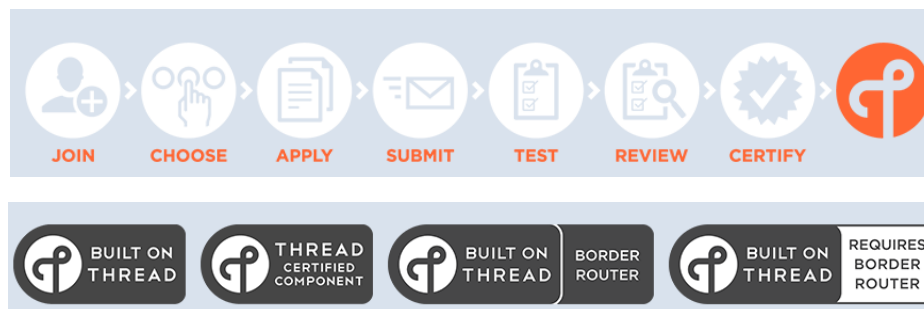 JOIN
CHOOSE
APPLY
SUBMIT
TEST
REVIEW
CERTIFY
BUILT ON
THREAD
THREAD
CERTIFIED
COMPONENT
BUILT ON
THREAD
BORDER
ROUTER
BUILT ON
THREAD
REQUIRES
BORDER
ROUTER